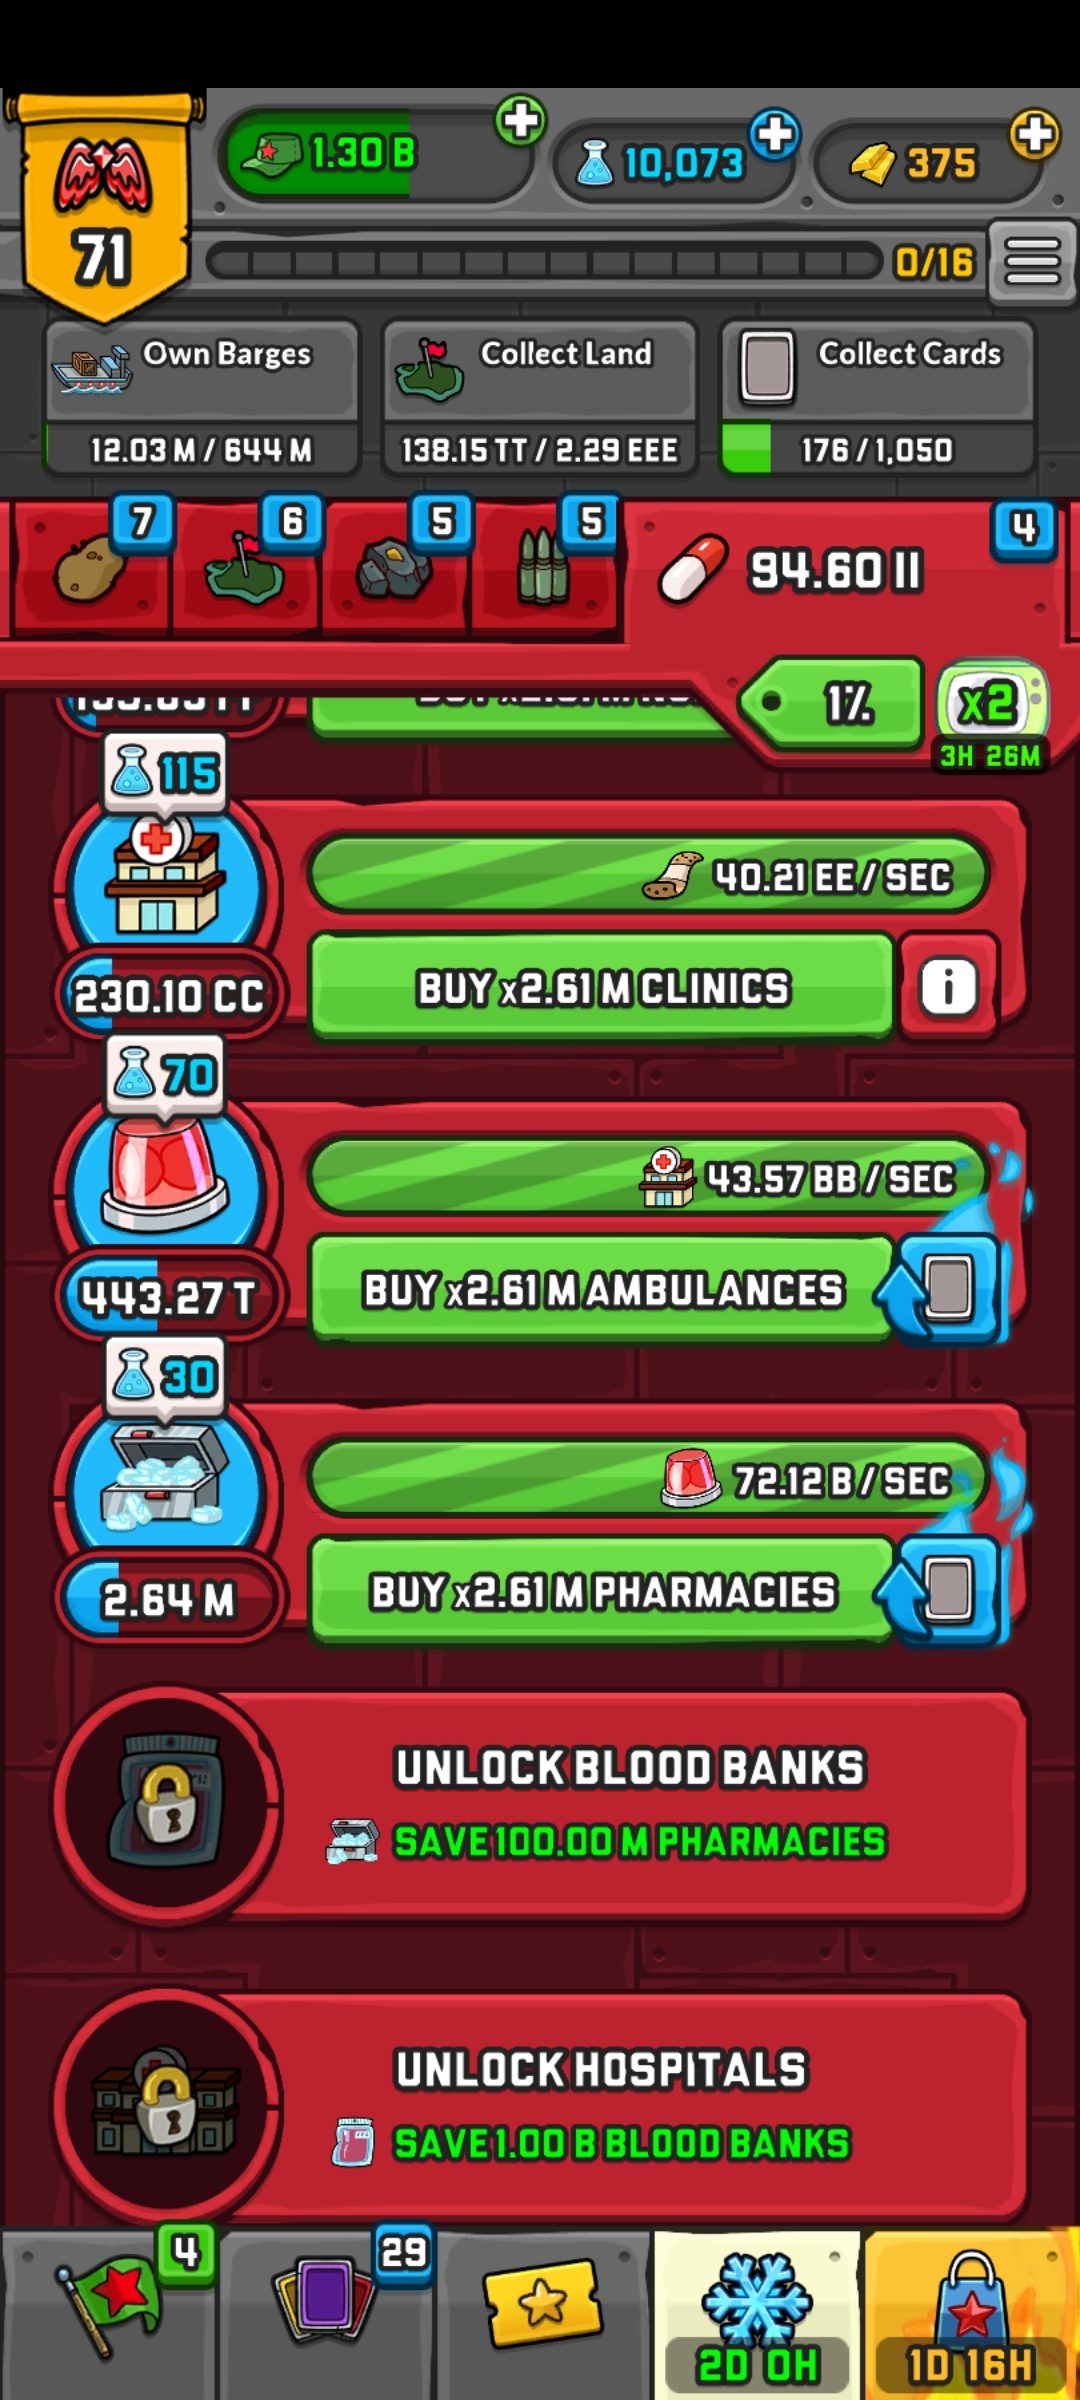 1.30 B
10,073
375
71
0/16
Own Barges
12.03 M / 644 M
Collect Land
138.15 TT / 2.29 EEE
Collect Cards
176 / 1,050
7
6
5
5
94.60 II
4
1%
x2
3H 26M
115
40.21 EE / SEC
230.10 CC
BUY x2.61 M CLINICS
i
70
43.57 BB / SEC
443.27 T
BUY x2.61 M AMBULANCES
30
72.12 B / SEC
2.64 M
BUY x2.61 M PHARMACIES
UNLOCK BLOOD BANKS
SAVE 100.00 M PHARMACIES
UNLOCK HOSPITALS
SAVE 1.00 B BLOOD BANKS
4
29
2D 0H
1D 16H